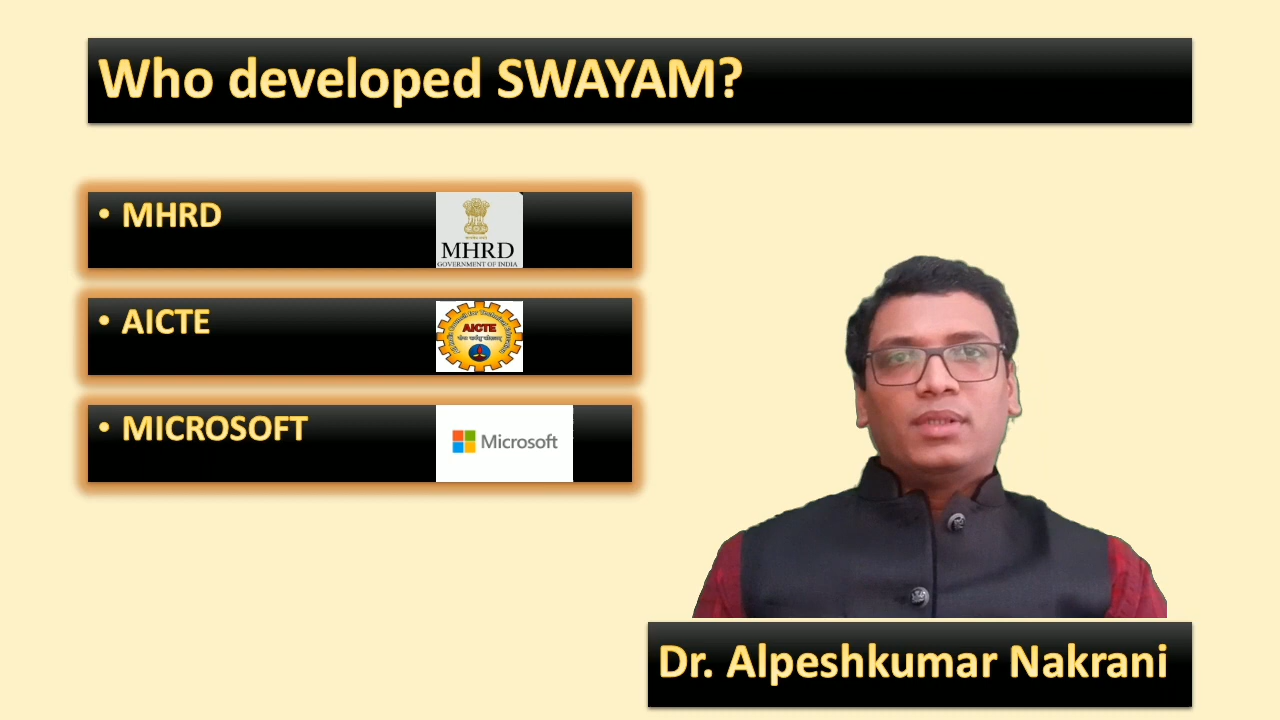 Who developed SWAYAM?
• MHRD
MHRD
GOVERNMENT OF INDIA
• AICTE
AICTE
• MICROSOFT
Microsoft
Dr. Alpeshkumar Nakrani